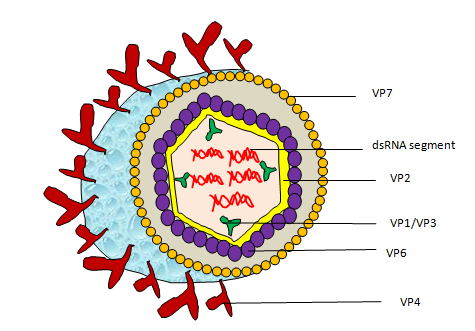 VP7
dsRNA segment
VP2
VP1/VP3
VP6
VP4